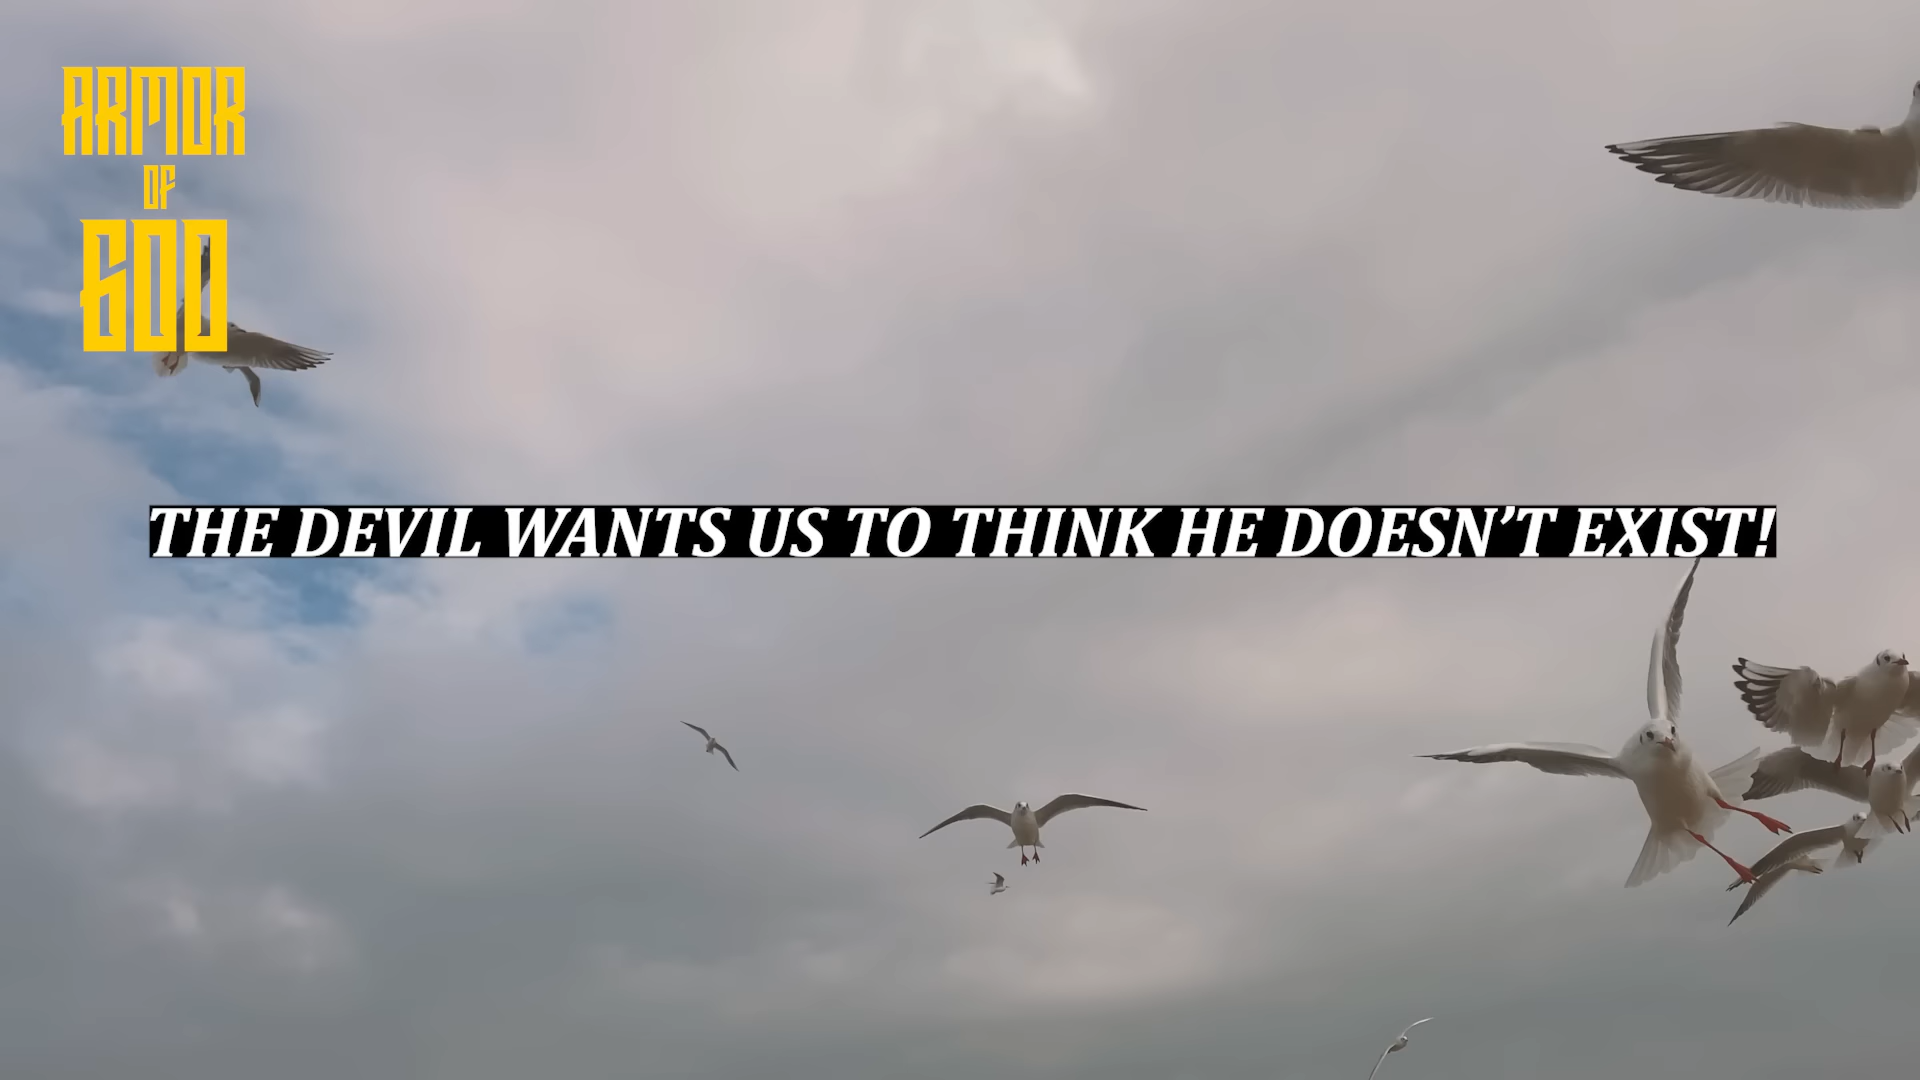 ARMOR
OF
GOD
THE DEVIL WANTS US TO THINK HE DOESN’T EXIST!